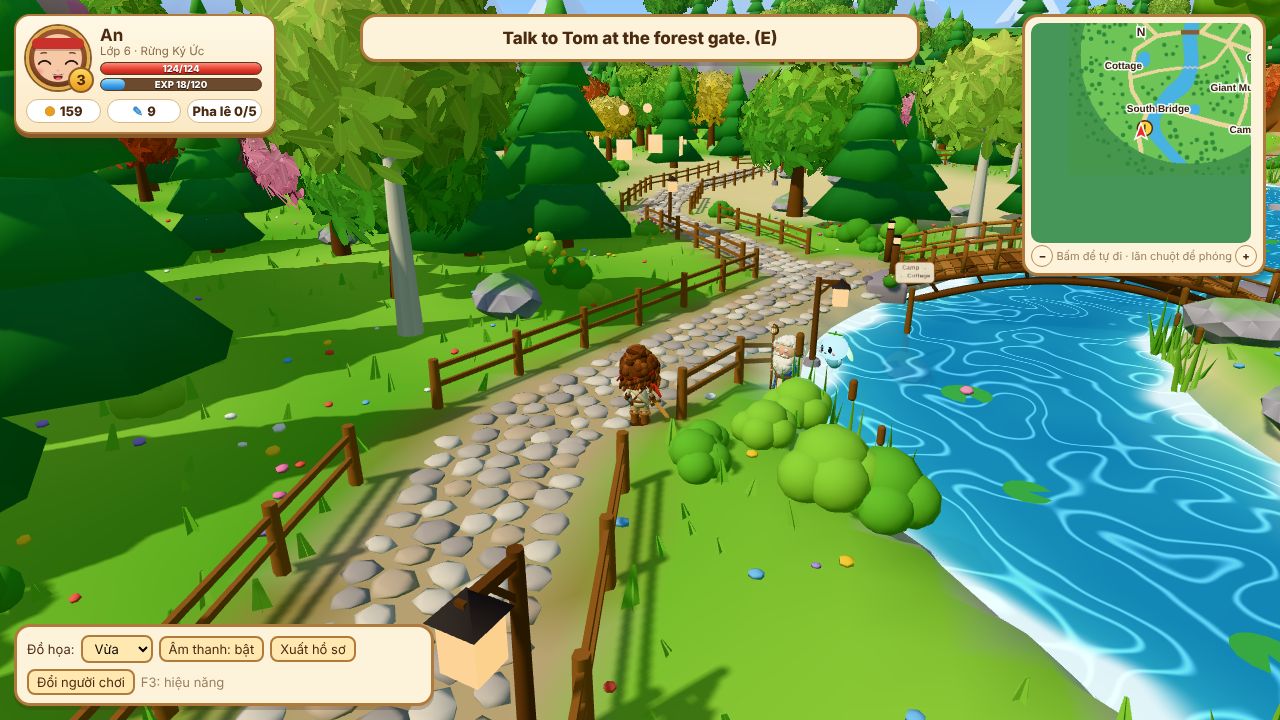 An
Lớp 6 · Rừng Ký Ức
124/124
EXP 18/120
3
159
9
Pha lê 0/5
Talk to Tom at the forest gate. (E)
N
Cottage
Giant Mu
South Bridge
Cam
− Bấm để tự đi · lăn chuột để phóng +
Camp →
← Cottage
Đồ họa: Vừa Âm thanh: bật Xuất hồ sơ
Đổi người chơi F3: hiệu năng